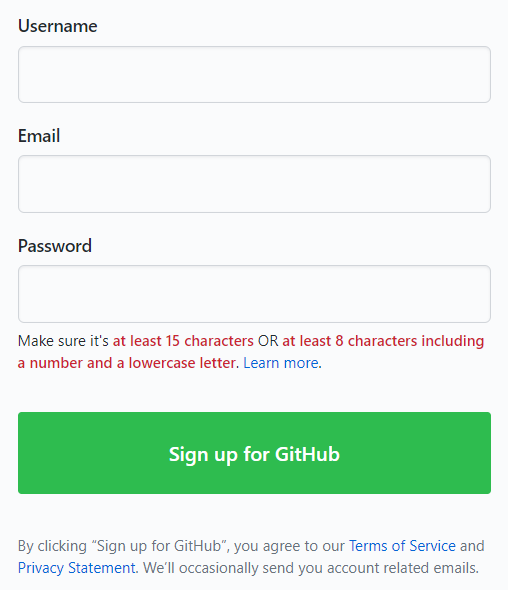 Username
Email
Password
Make sure it's at least 15 characters OR at least 8 characters including
a number and a lowercase letter. Learn more.
Sign up for GitHub
By clicking “Sign up for GitHub”, you agree to our Terms of Service and
Privacy Statement. We’ll occasionally send you account related emails.